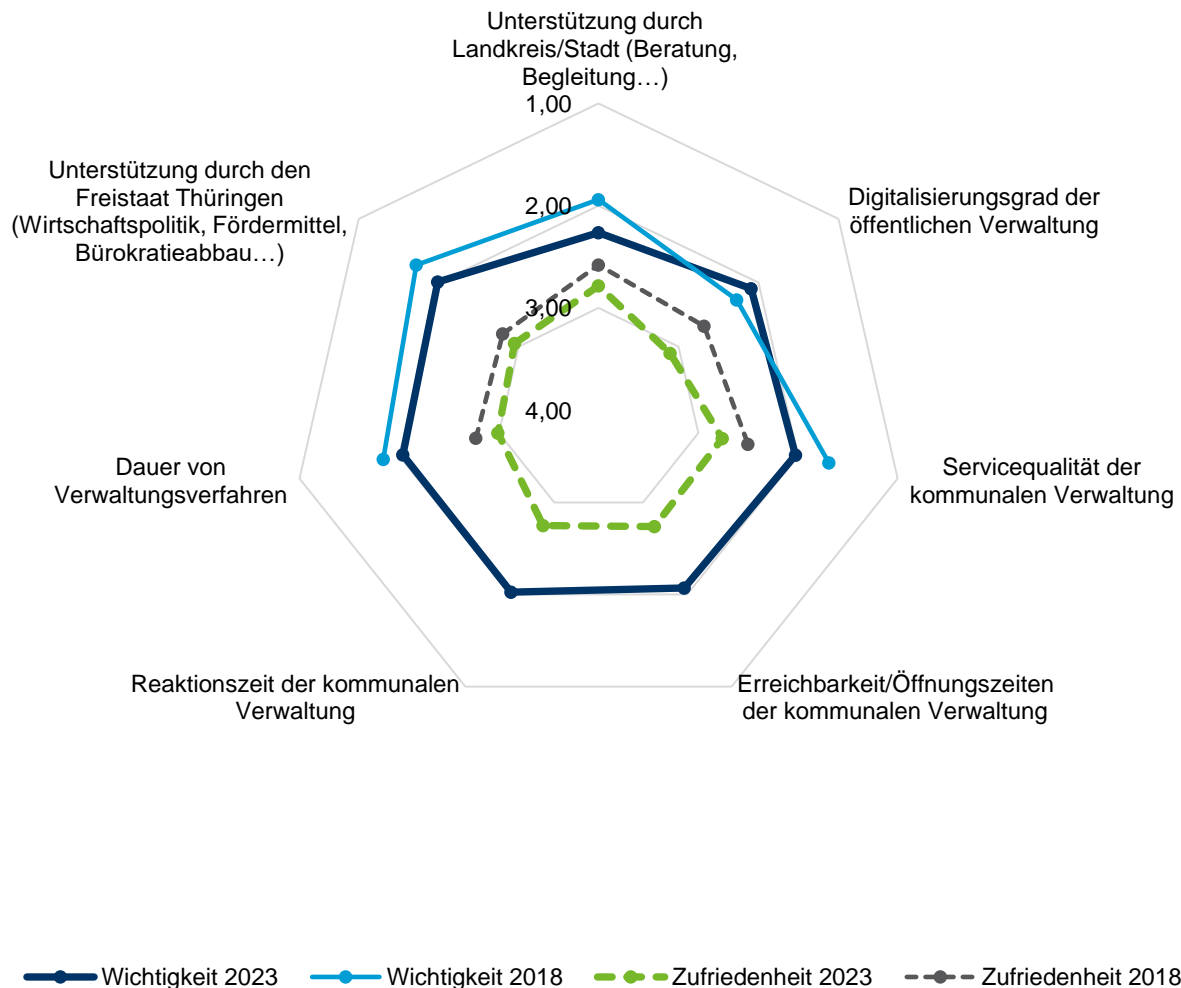 Unterstützung durch
Landkreis/Stadt (Beratung,
Begleitung…)
1,00
2,00
3,00
4,00
Digitalisierungsgrad der
öffentlichen Verwaltung
Servicequalität der
kommunalen Verwaltung
Erreichbarkeit/Öffnungszeiten
der kommunalen Verwaltung
Reaktionszeit der kommunalen
Verwaltung
Dauer von
Verwaltungsverfahren
Unterstützung durch den
Freistaat Thüringen
(Wirtschaftspolitik, Fördermittel,
Bürokratieabbau…)
Wichtigkeit 2023 Wichtigkeit 2018 Zufriedenheit 2023 Zufriedenheit 2018